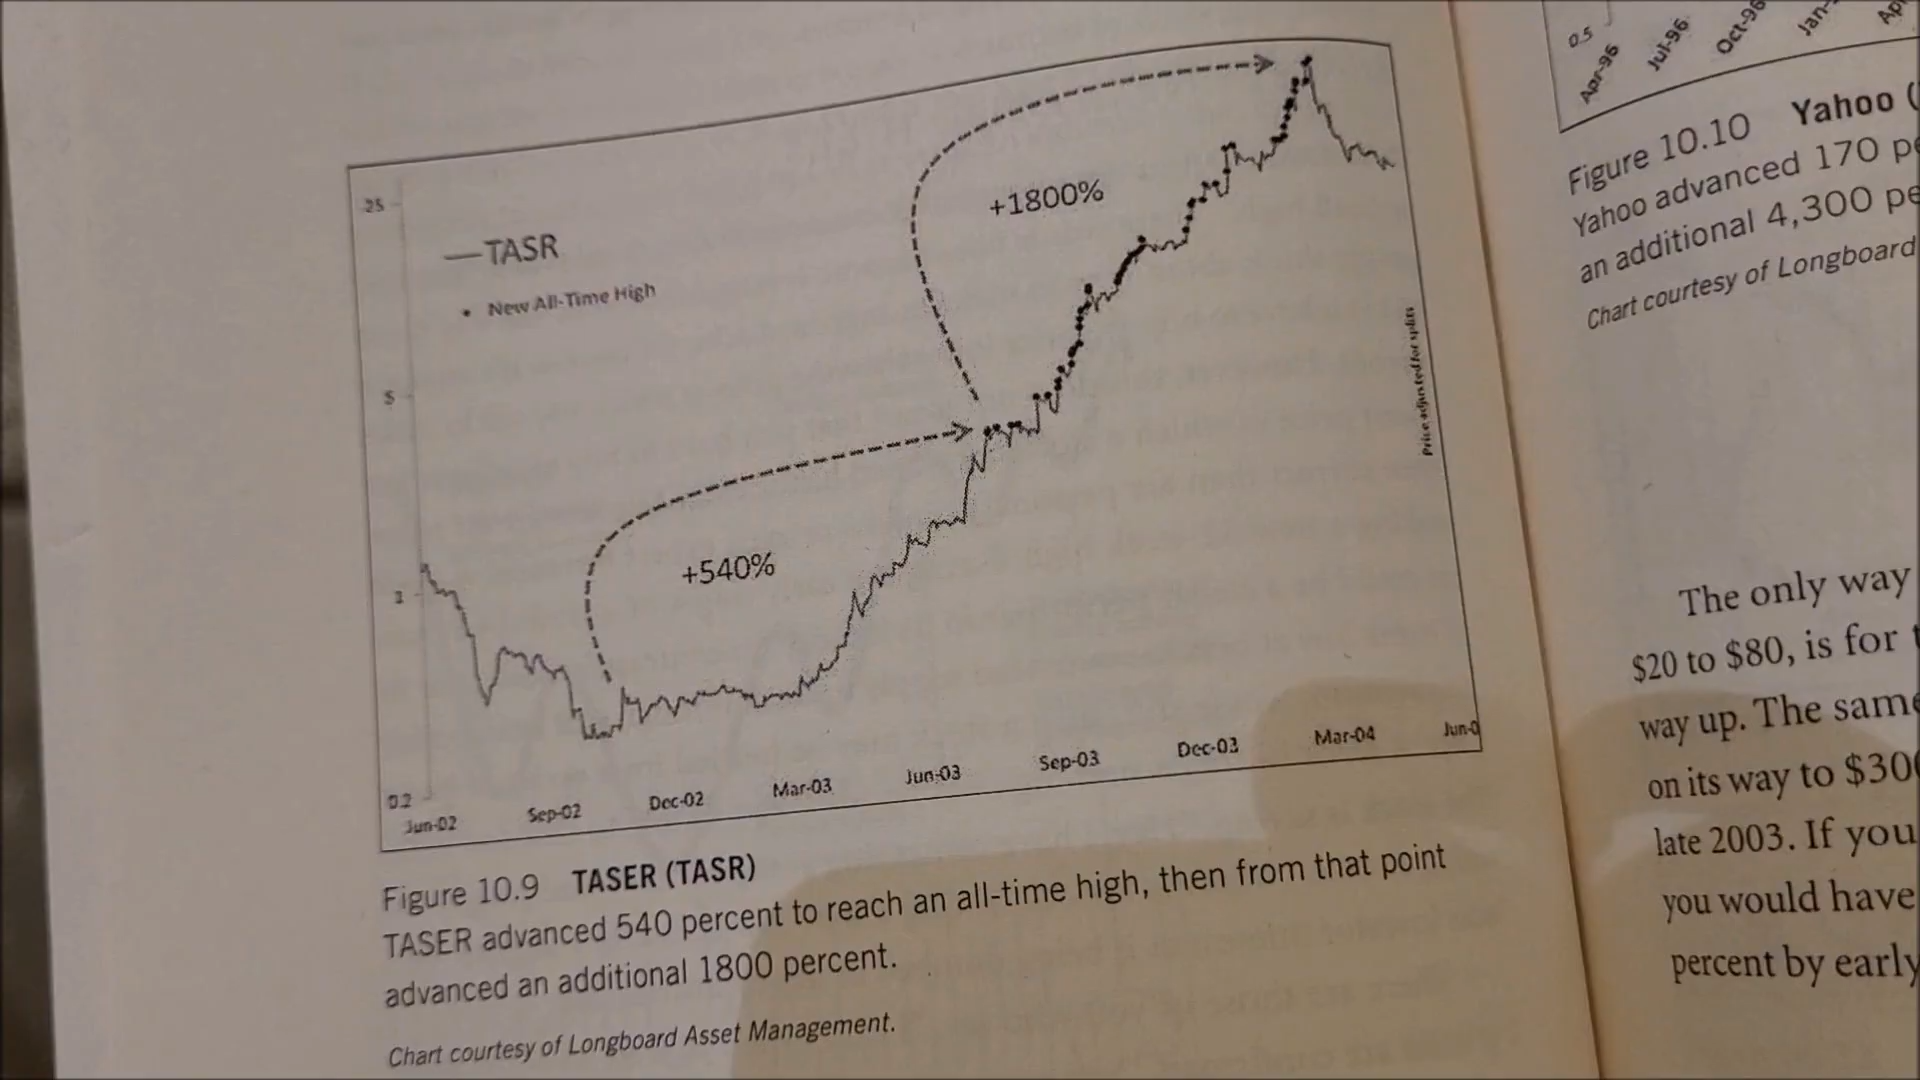 25
TASR
New All-Time High
+1800%
5
+540%
1
0.2
Jun-02
Sep-02
Dec-02
Mar-03
Jun-03
Sep-03
Dec-03
Mar-04
Jun-0
Price adjusted for splits
Figure 10.9 TASER (TASR)
TASER advanced 540 percent to reach an all-time high, then from that point
advanced an additional 1800 percent.
Chart courtesy of Longboard Asset Management.
0.5
Apr-96
Jul-96
Oct-96
Jan-
Ap
Figure 10.10 Yahoo (
Yahoo advanced 170 pe
an additional 4,300 pe
Chart courtesy of Longboard
The only way
$20 to $80, is for t
way up. The same
on its way to $300
late 2003. If you
you would have
percent by early